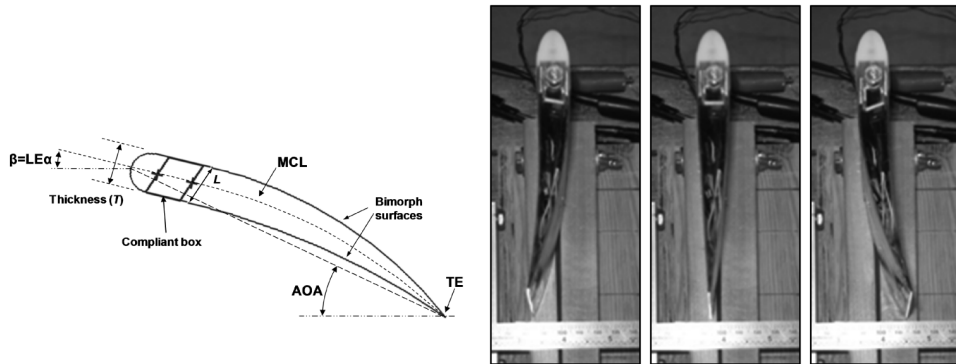 β=LEα
MCL
L
Thickness (T)
Bimorph
surfaces
Compliant box
AOA
TE